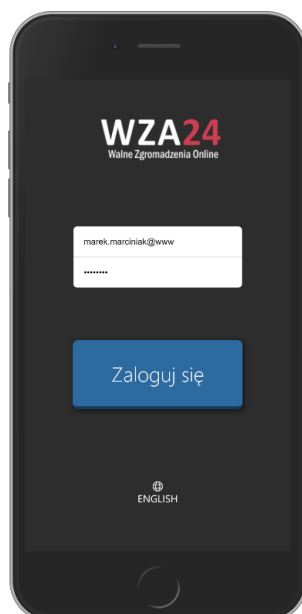 WZA24
Walne Zgromadzenia Online
marek.marciniak@www
••••••••
Zaloguj się
ENGLISH